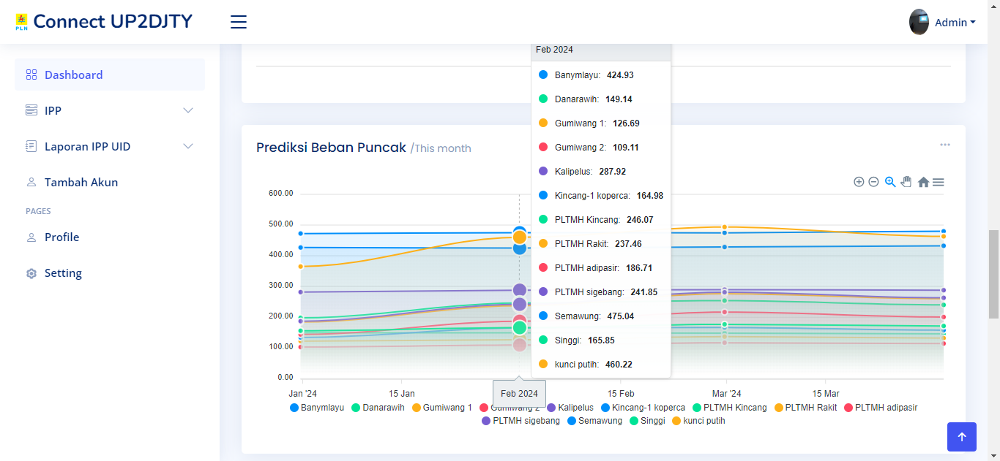 PLN
Connect UP2DJTY
Admin
Dashboard
IPP
Laporan IPP UID
Tambah Akun
PAGES
Profile
Setting
Prediksi Beban Puncak /This month
Feb 2024
Banymlayu: 424.93
Danarawih: 149.14
Gumiwang 1: 126.69
Gumiwang 2: 109.11
Kalipelus: 287.92
Kincang-1 koperca: 164.98
PLTMH Kincang: 246.07
PLTMH Rakit: 237.46
PLTMH adipasir: 186.71
PLTMH sigebang: 241.85
Semawung: 475.04
Singgi: 165.85
kunci putih: 460.22
600.00
500.00
400.00
300.00
200.00
100.00
0.00
Jan '24 15 Jan Feb 2024 15 Feb Mar '24 15 Mar
Banymlayu Danarawih Gumiwang 1 Gumiwang 2 Kalipelus Kincang-1 koperca PLTMH Kincang PLTMH Rakit PLTMH adipasir
PLTMH sigebang Semawung Singgi kunci putih